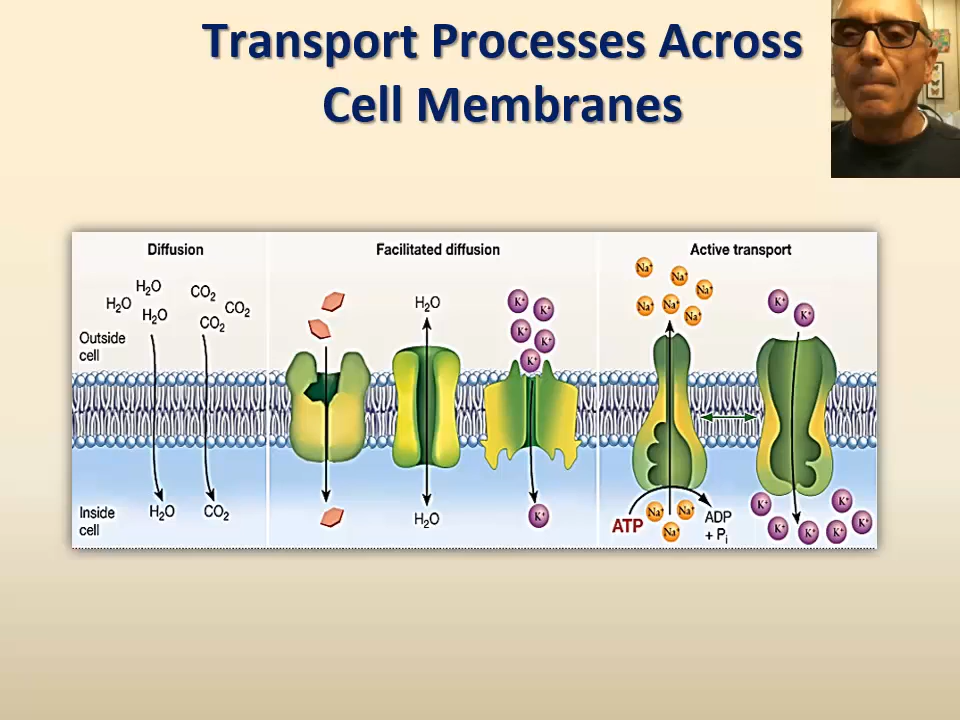 Transport Processes Across
Cell Membranes
Diffusion
H₂O
H₂O
H₂O
CO₂
CO₂
CO₂
Outside
cell
Inside
cell
H₂O
CO₂
Facilitated diffusion
H₂O
K⁺
K⁺
K⁺
K⁺
K⁺
H₂O
K⁺
Active transport
Na⁺
Na⁺
Na⁺
Na⁺
Na⁺
Na⁺
K⁺
K⁺
ATP
Na⁺
Na⁺
Na⁺
ADP
+ Pᵢ
K⁺
K⁺
K⁺
K⁺
K⁺
K⁺